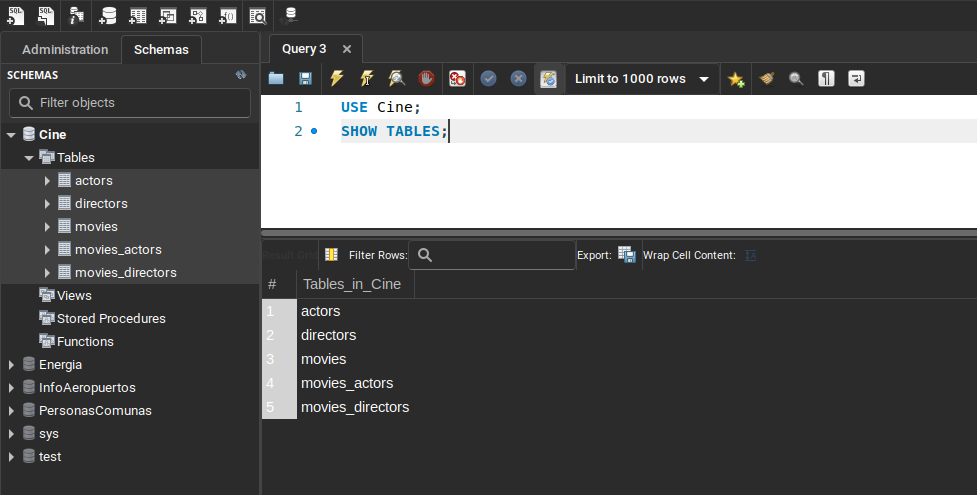 Administration
Schemas
SCHEMAS
Filter objects
Cine
Tables
actors
directors
movies
movies_actors
movies_directors
Views
Stored Procedures
Functions
Energia
InfoAeropuertos
PersonasComunas
sys
test
Query 3
Limit to 1000 rows
1 USE Cine;
2 SHOW TABLES;
Result Grid Filter Rows: Export: Wrap Cell Content:
# Tables_in_Cine
1 actors
2 directors
3 movies
4 movies_actors
5 movies_directors